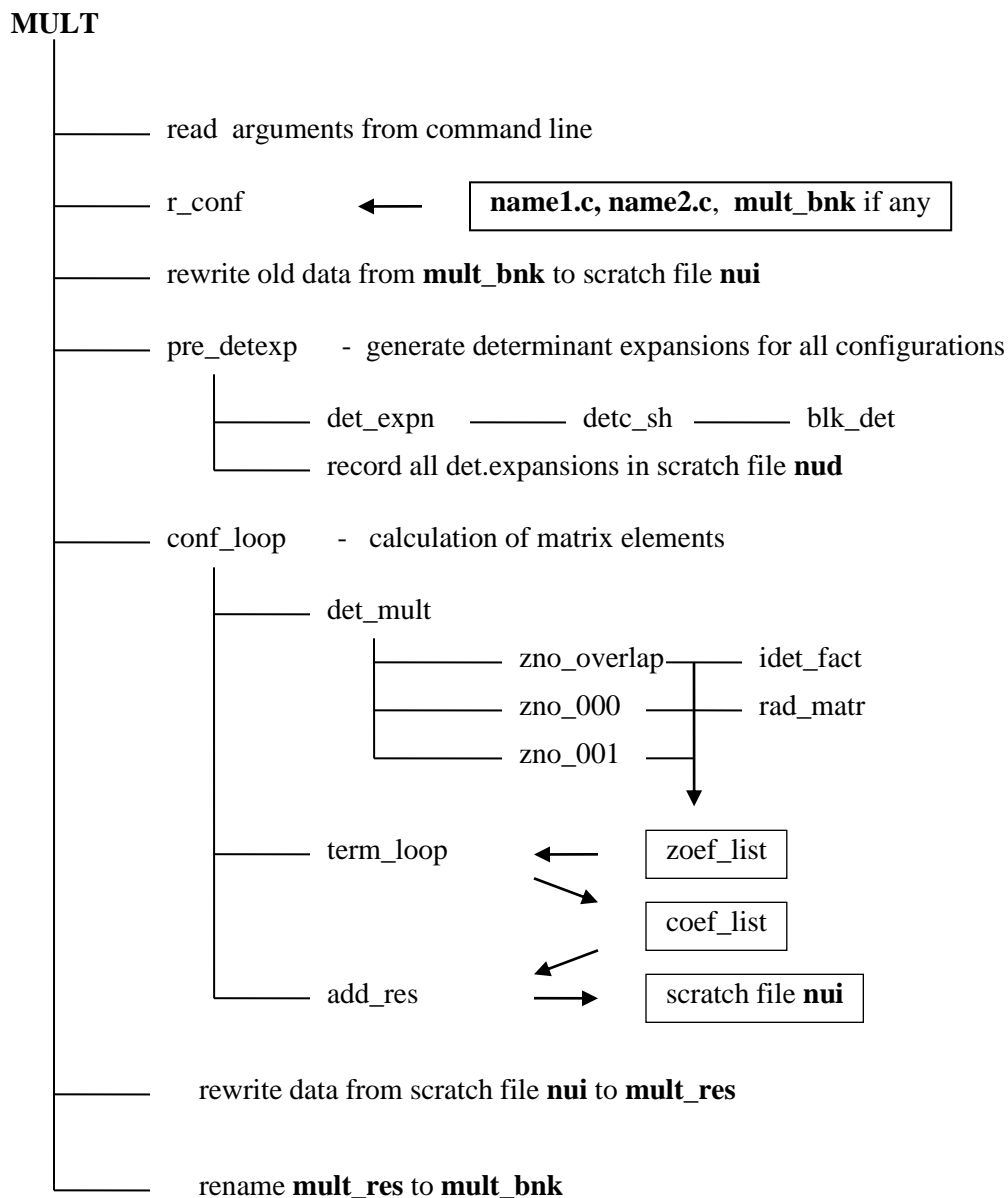 MULT
read arguments from command line
r_conf name1.c, name2.c, mult_bnk if any
rewrite old data from mult_bnk to scratch file nui
pre_detexp - generate determinant expansions for all configurations
det_expn detc_sh blk_det
record all det.expansions in scratch file nud
conf_loop - calculation of matrix elements
det_mult
zno_overlap idet_fact
zno_000 rad_matr
zno_001
term_loop zoef_list
coef_list
add_res scratch file nui
rewrite data from scratch file nui to mult_res
rename mult_res to mult_bnk